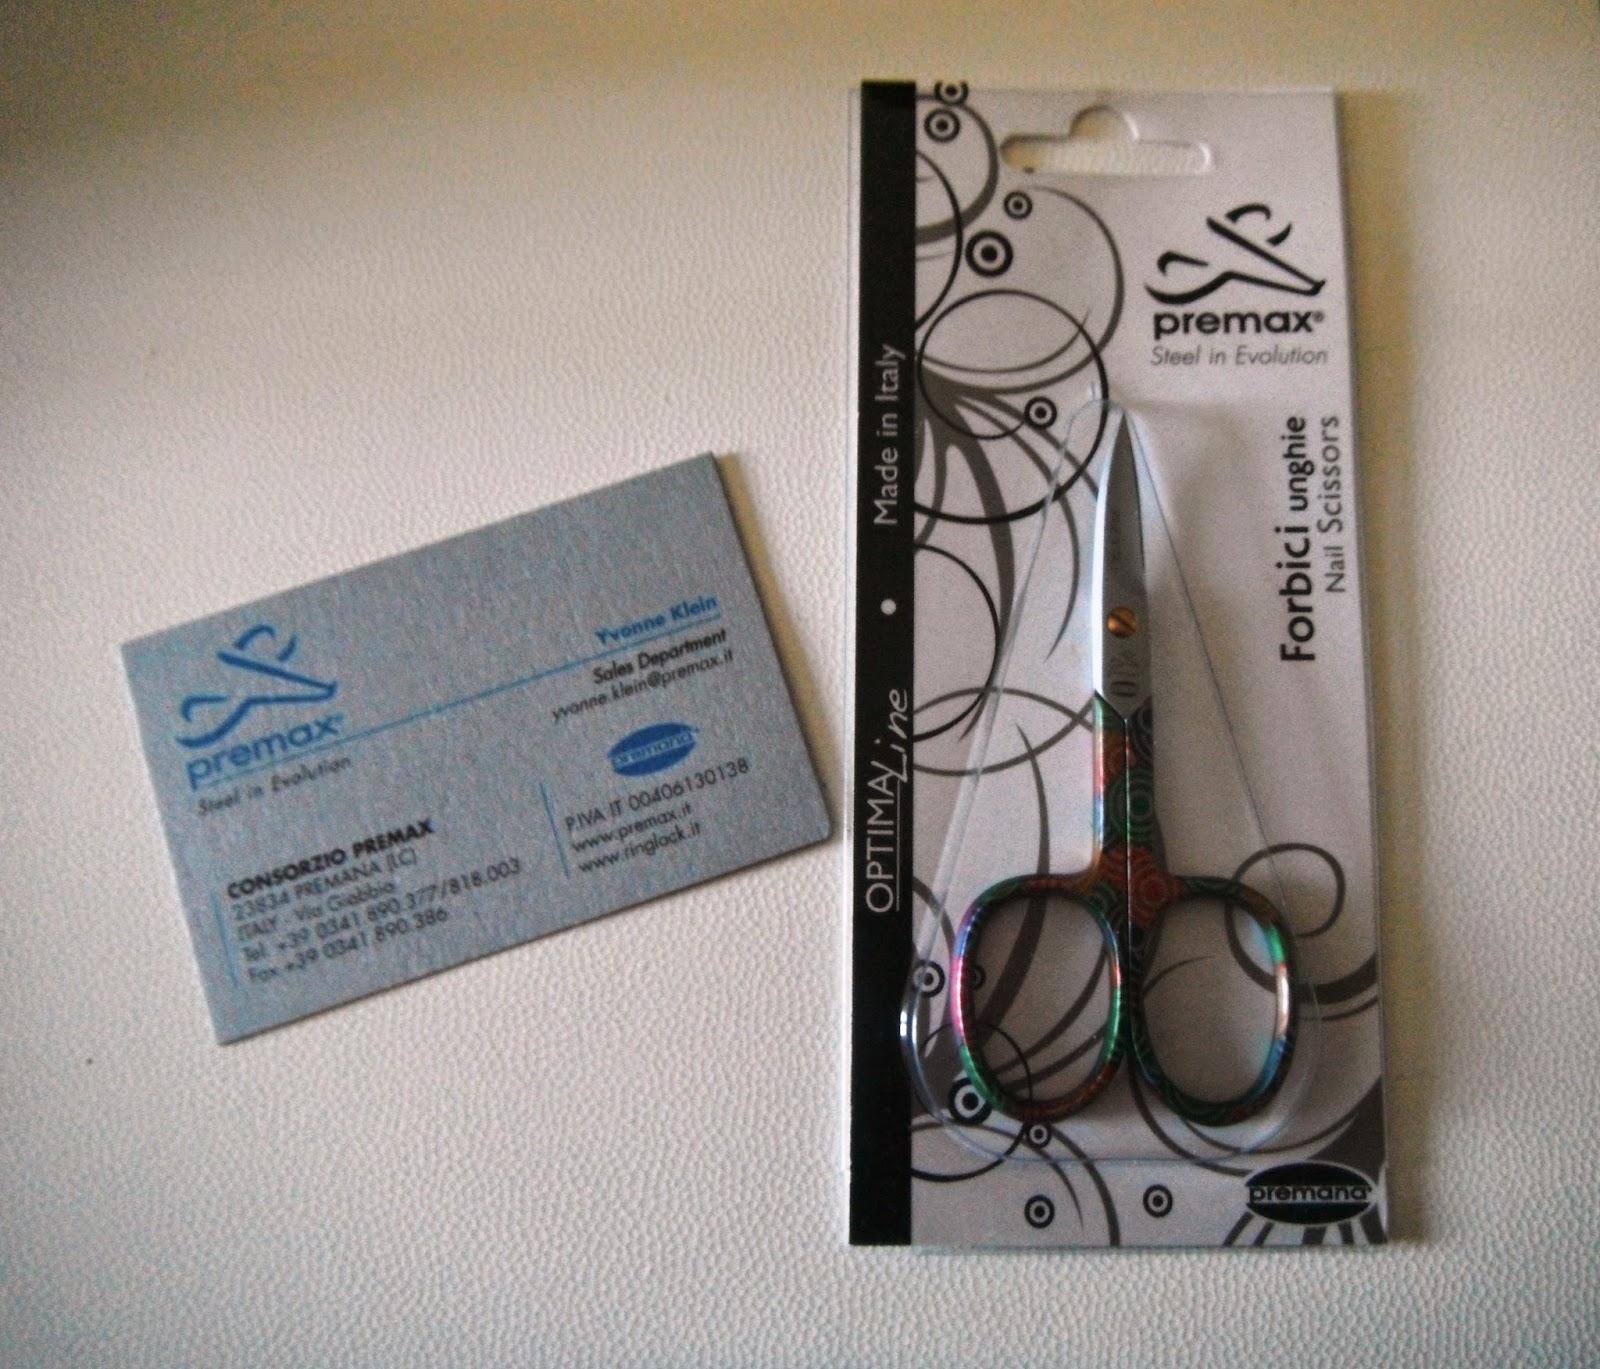 premax®
Steel in Evolution
Yvonne Klein
Sales Department
yvonne.klein@premax.it
premana®
CONSORZIO PREMAX
23834 PREMANA (LC)
ITALY - Via Giabbio
Tel. +39 0341 890.377/818.003
Fax +39 0341 890.386
P.IVA IT 00406130138
www.premax.it
www.ringlock.it
OPTIMALine • Made in Italy
premax®
Steel in Evolution
Forbici unghie
Nail Scissors
premana®